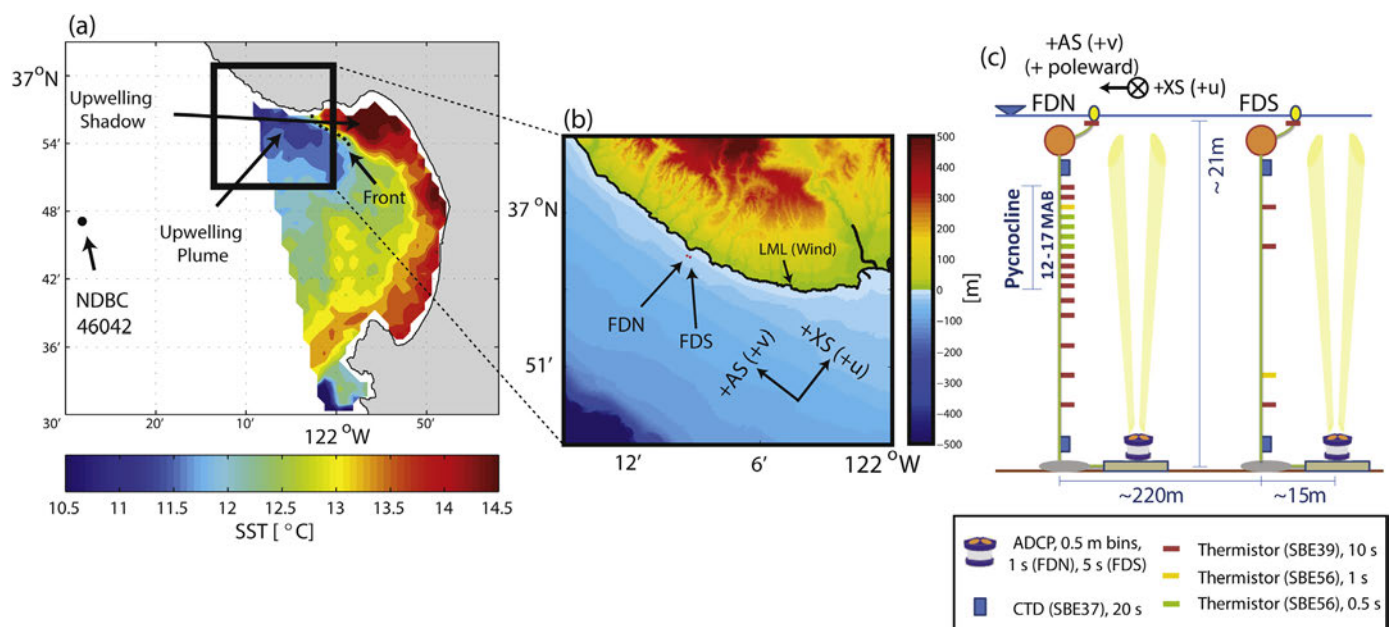 (a)
37°N
54′
48′
42′
36′
30′
30′
20′
10′
122°W
50′
Upwelling
Shadow
Upwelling
Plume
Front
NDBC
46042
10.5
11
11.5
12
12.5
13
13.5
14
14.5
SST [°C]
(b)
37°N
51′
12′
6′
122°W
LML (Wind)
FDN
FDS
+AS (+v)
+XS (+u)
500
400
300
200
100
0
−100
−200
−300
−400
−500
[m]
(c)
+AS (+v)
(+ poleward)
+XS (+u)
FDN
FDS
Pycnocline
12-17 MAB
~ 21m
~220m
~15m
ADCP, 0.5 m bins,
1 s (FDN), 5 s (FDS)
CTD (SBE37), 20 s
Thermistor (SBE39), 10 s
Thermistor (SBE56), 1 s
Thermistor (SBE56), 0.5 s